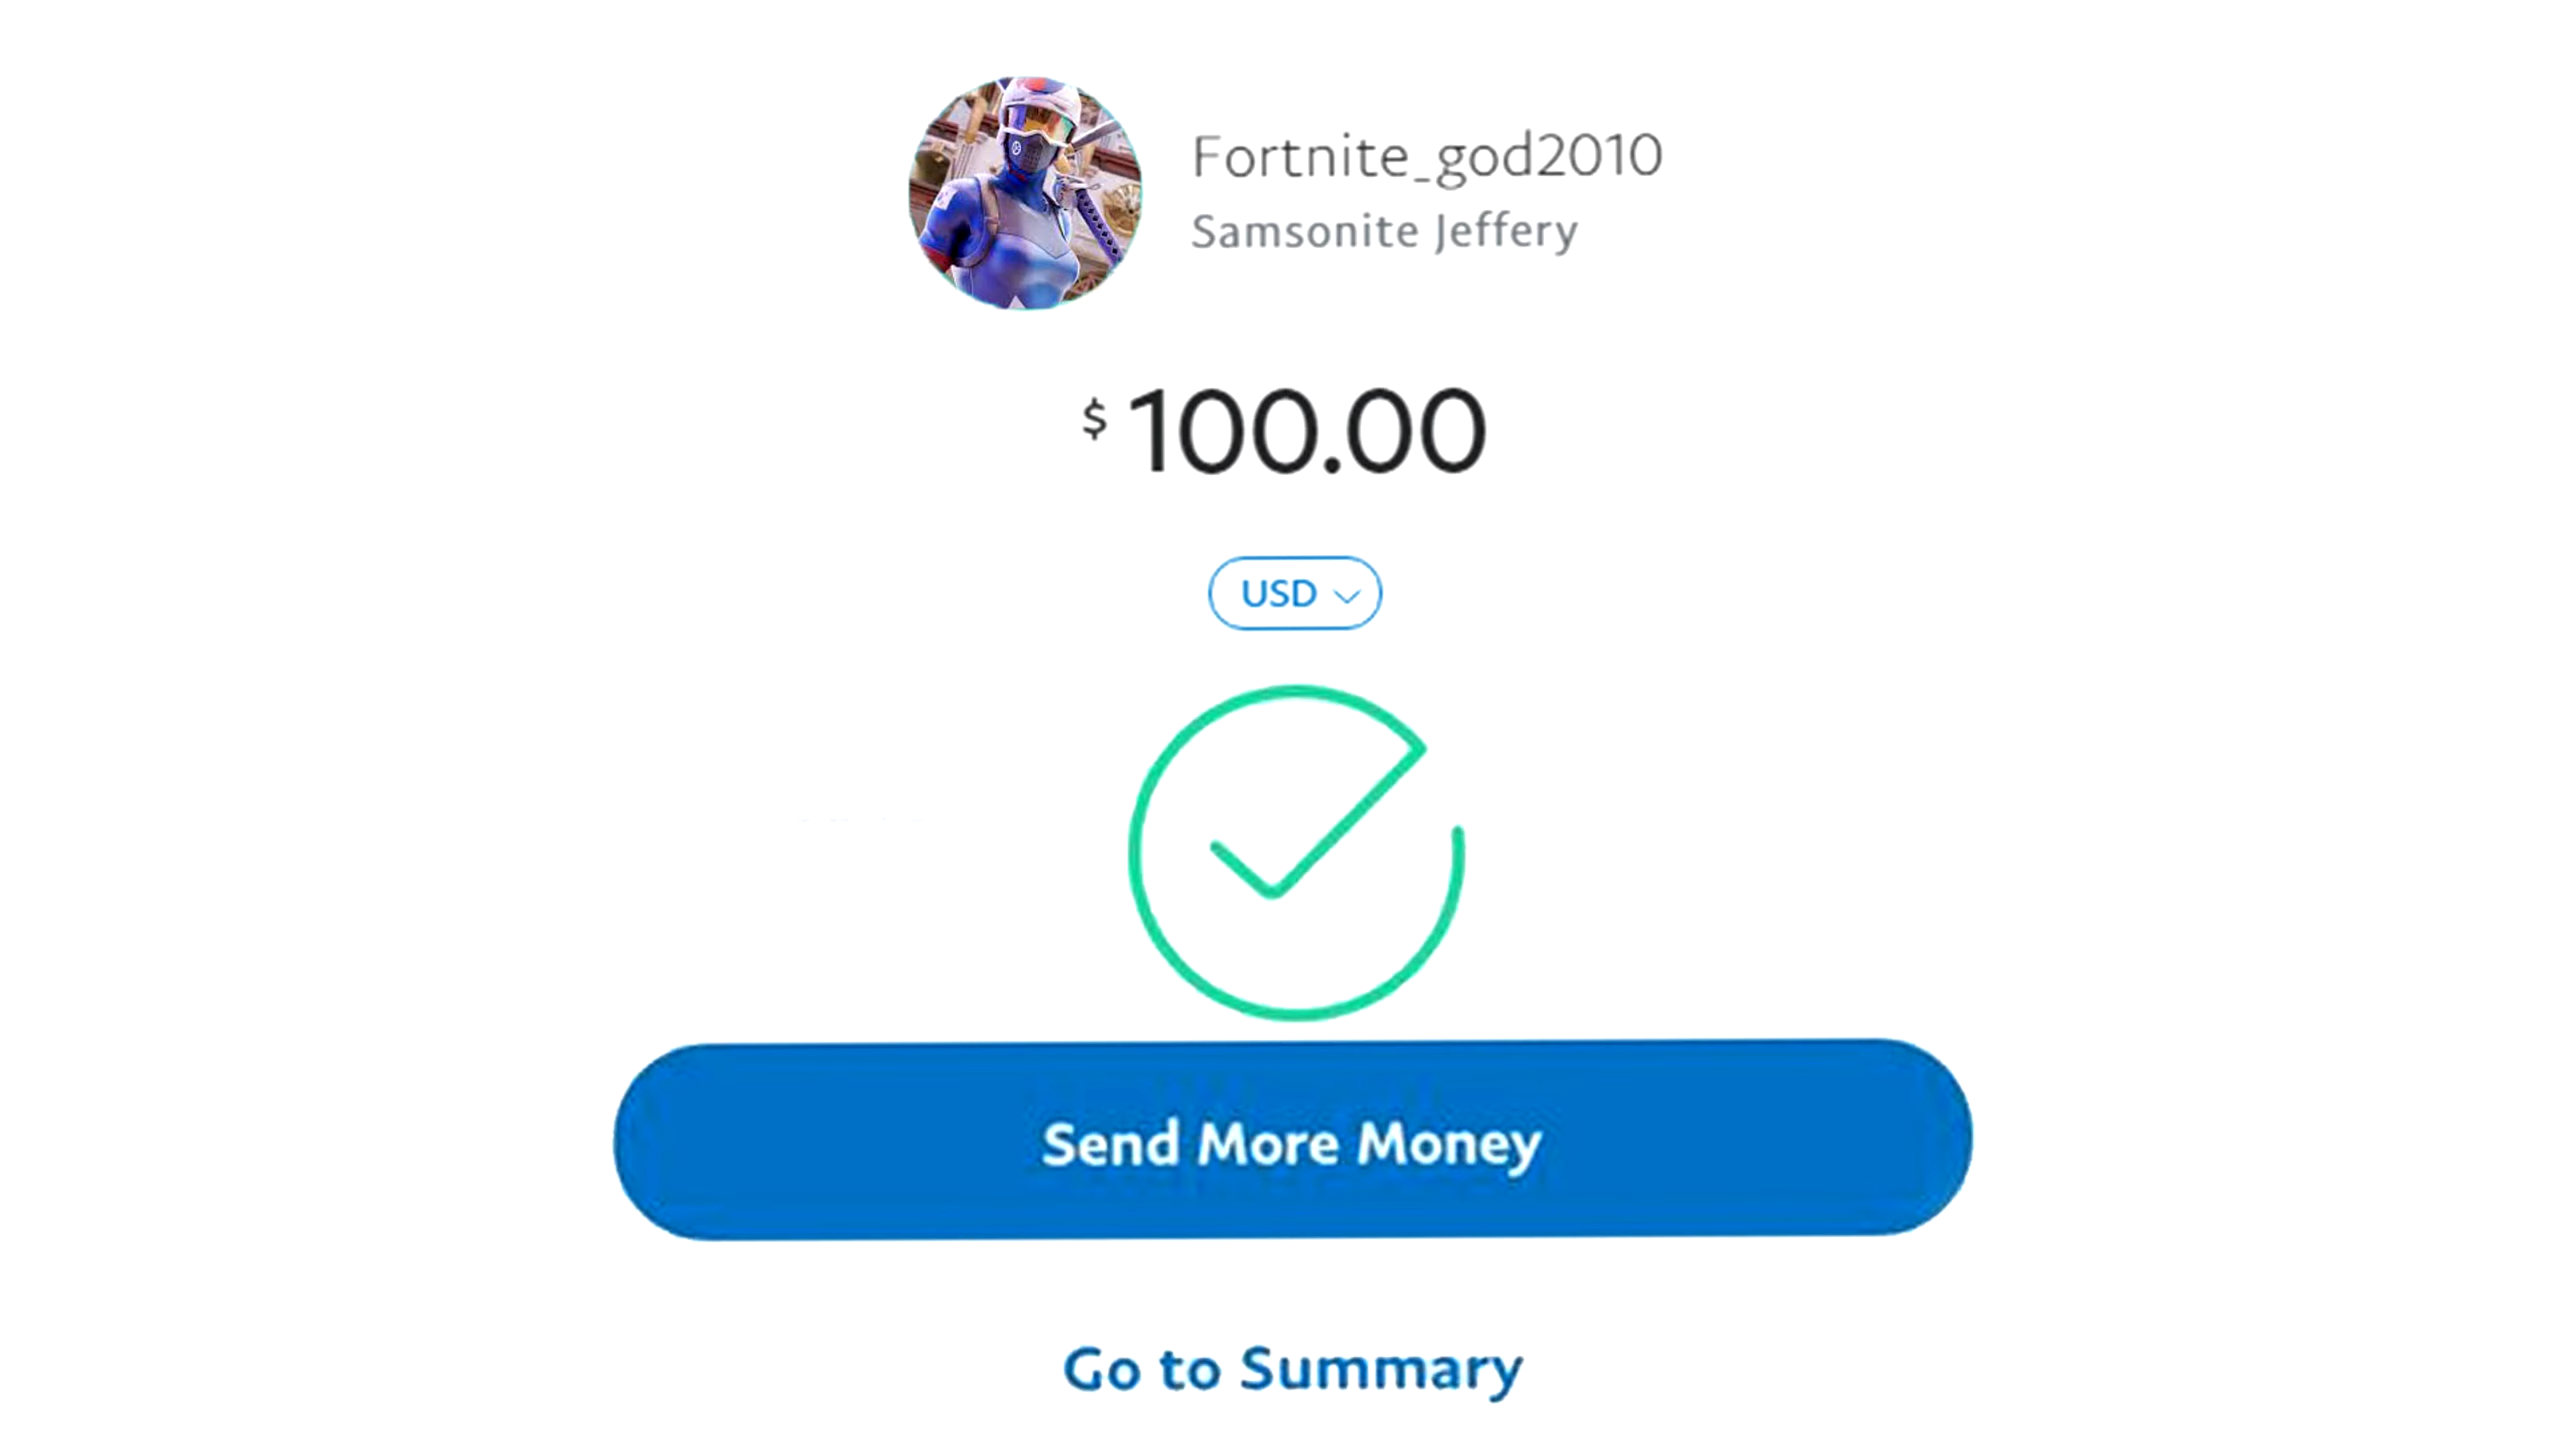 Fortnite_god2010
Samsonite Jeffery
$ 100.00
USD
Send More Money
Go to Summary